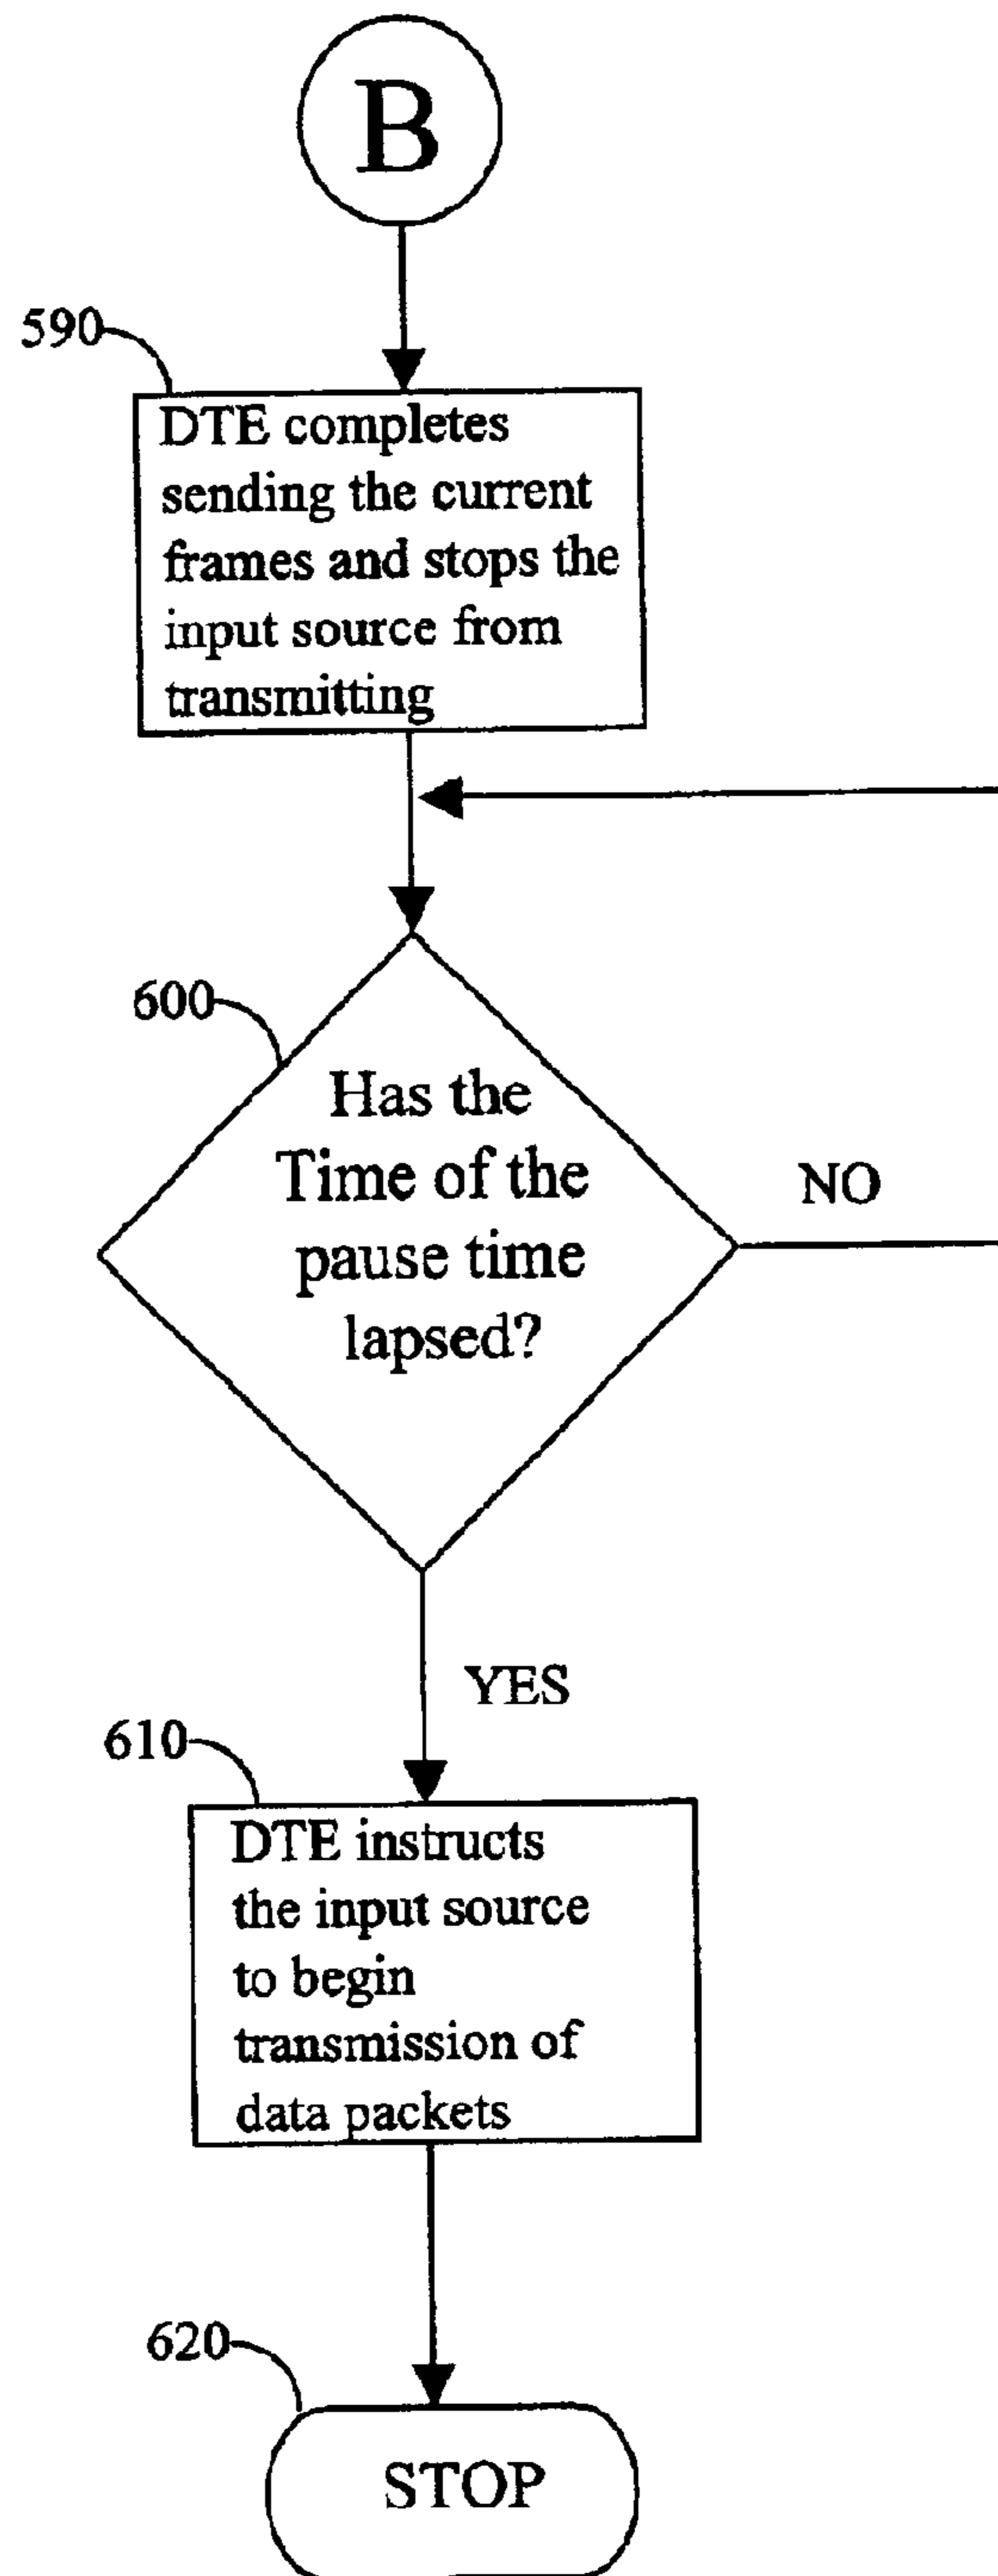 B
590
DTE completes
sending the current
frames and stops the
input source from
transmitting
600
Has the
Time of the
pause time
lapsed?
NO
YES
610
DTE instructs
the input source
to begin
transmission of
data packets
620
STOP